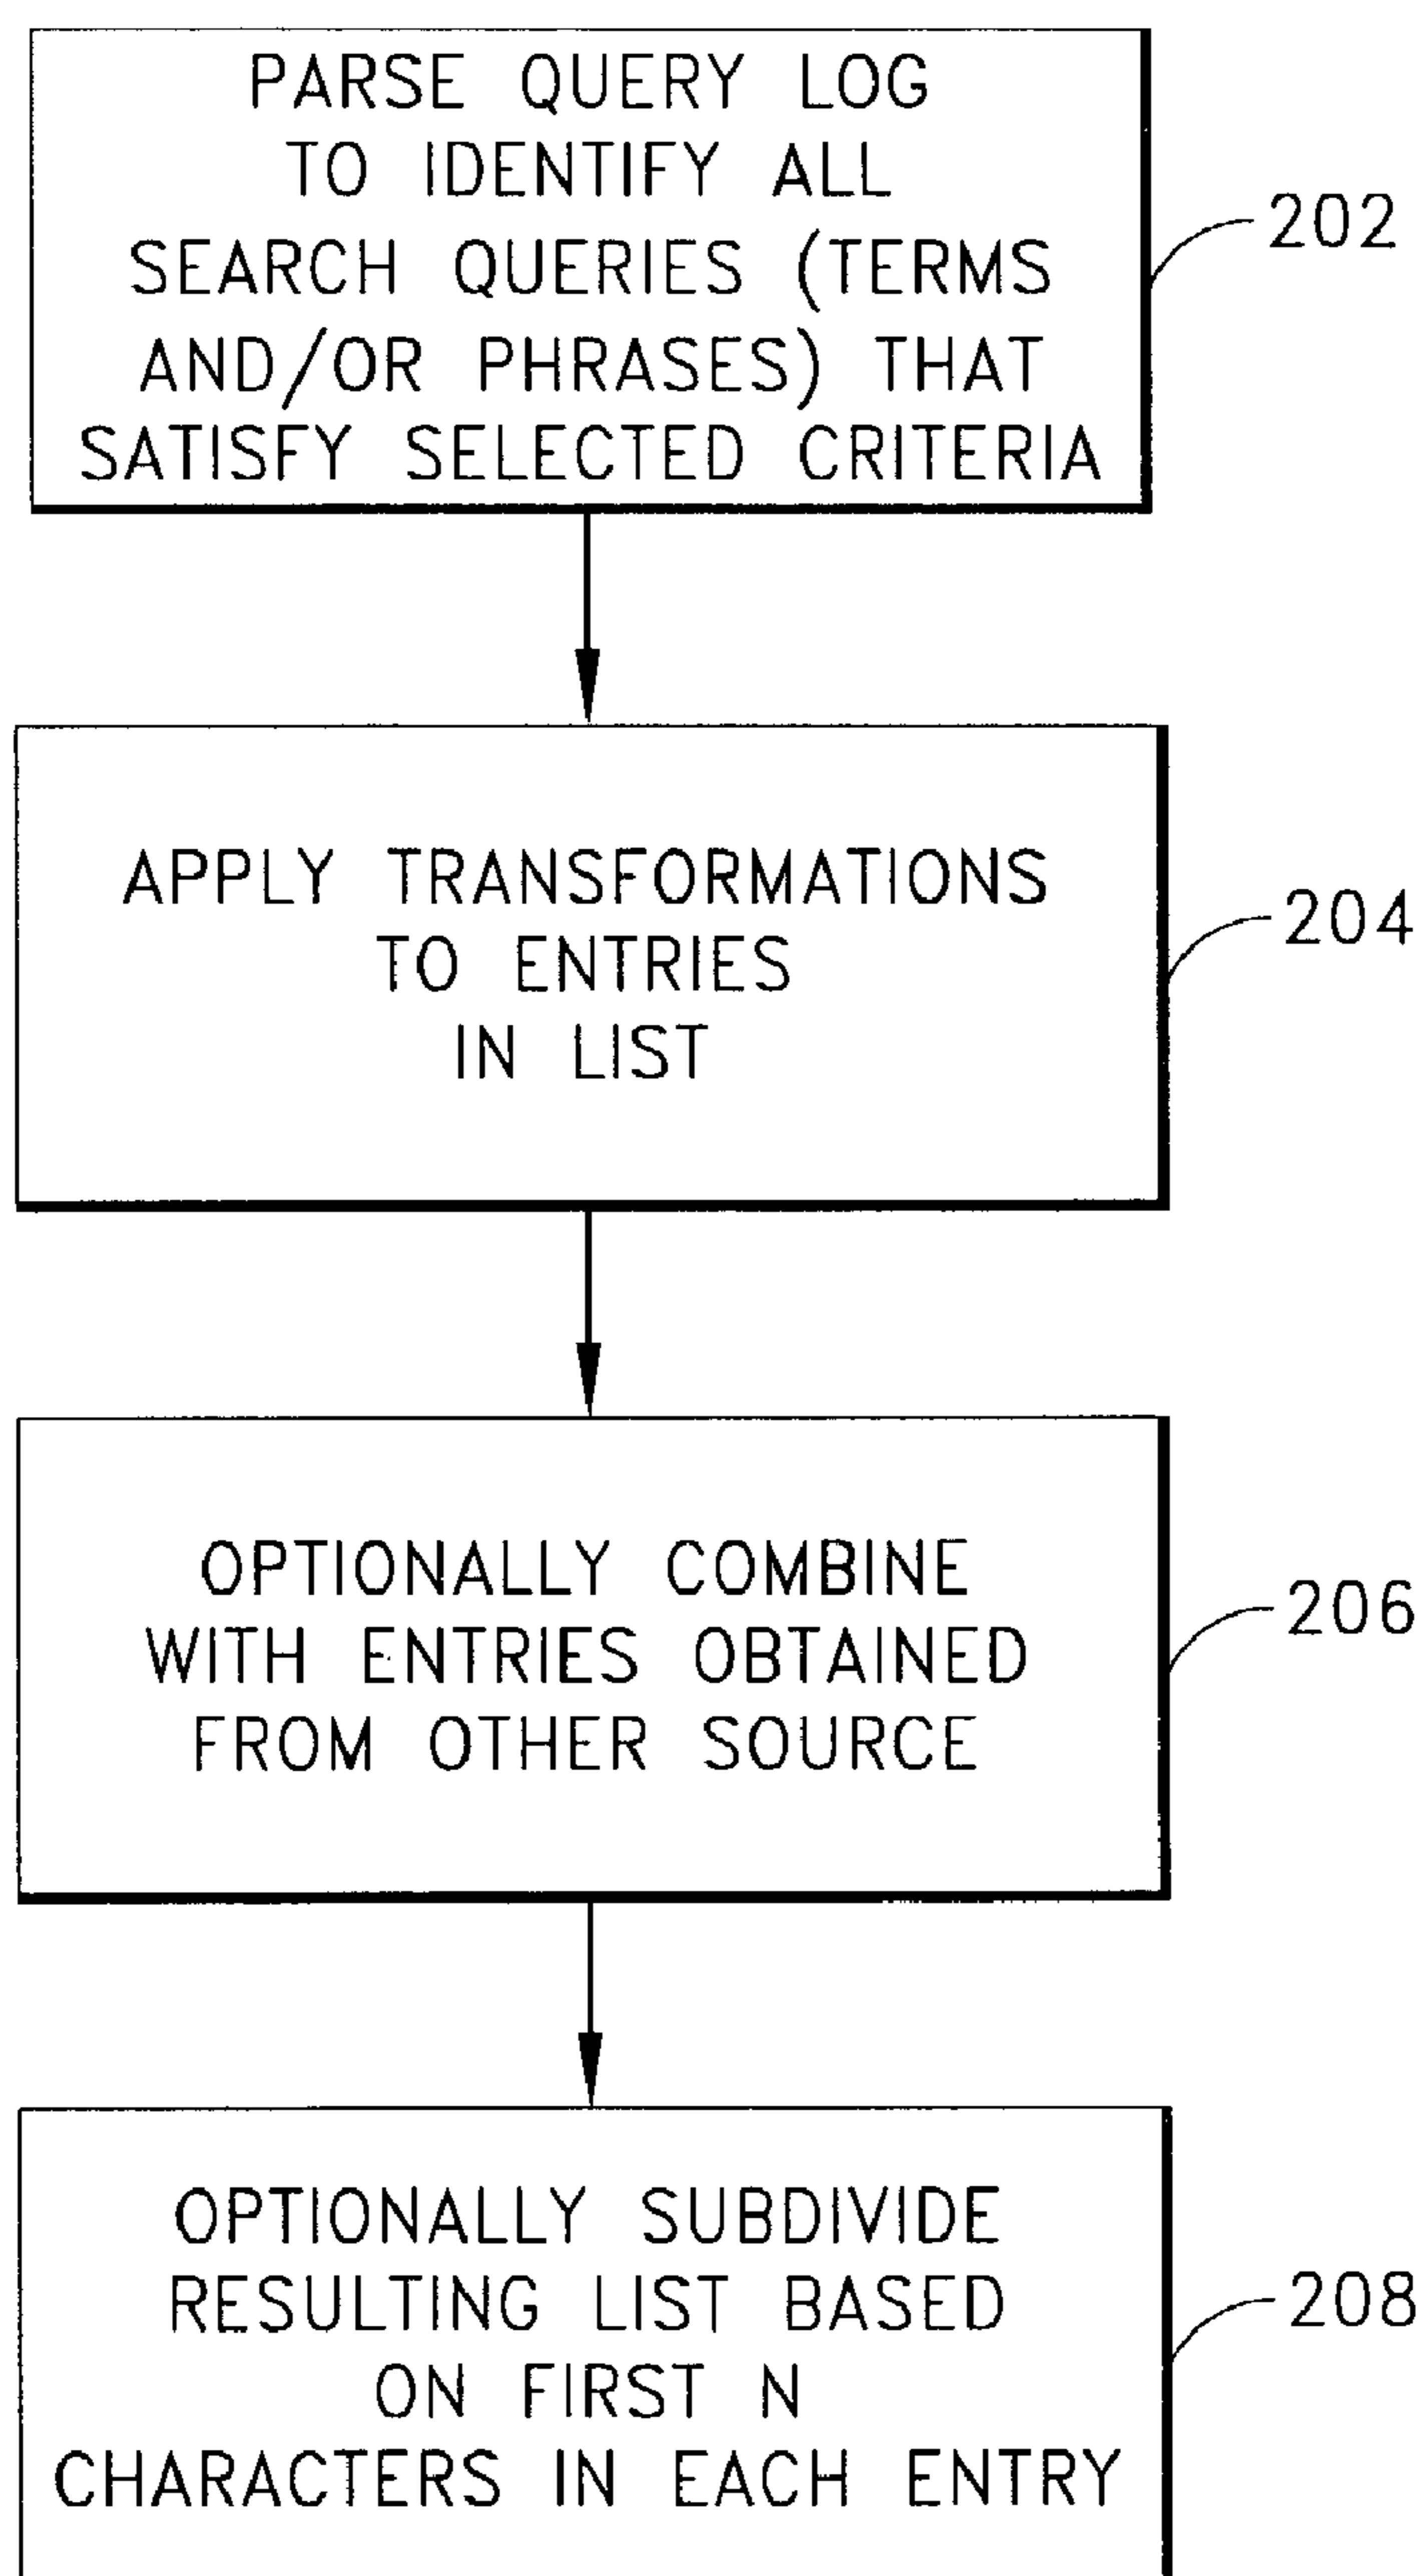 PARSE QUERY LOG
TO IDENTIFY ALL
SEARCH QUERIES (TERMS
AND/OR PHRASES) THAT
SATISFY SELECTED CRITERIA
202
APPLY TRANSFORMATIONS
TO ENTRIES
IN LIST
204
OPTIONALLY COMBINE
WITH ENTRIES OBTAINED
FROM OTHER SOURCE
206
OPTIONALLY SUBDIVIDE
RESULTING LIST BASED
ON FIRST N
CHARACTERS IN EACH ENTRY
208